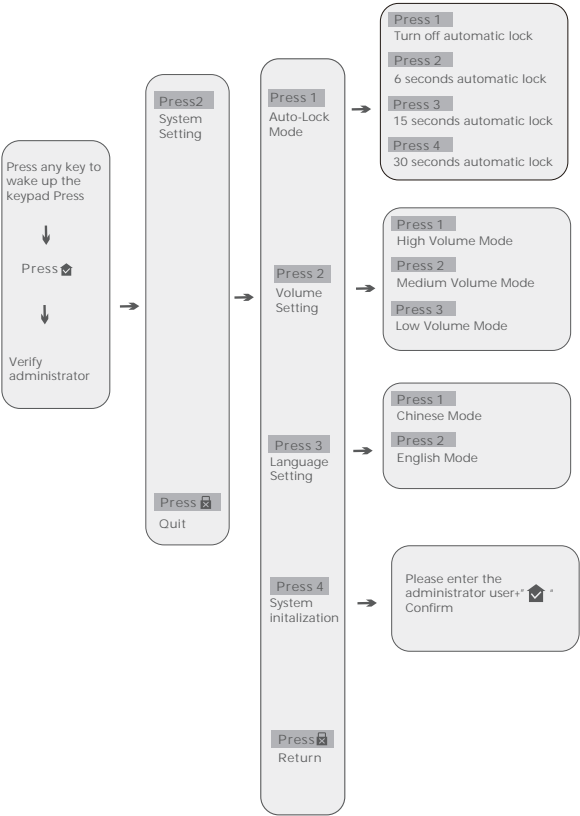 Press any key to
wake up the
keypad Press
Press
Verify
administrator
Press2
System
Setting
Press
Quit
Press 1
Auto-Lock
Mode
Press 2
Volume
Setting
Press 3
Language
Setting
Press 4
System
initalization
Press
Return
Press 1
Turn off automatic lock
Press 2
6 seconds automatic lock
Press 3
15 seconds automatic lock
Press 4
30 seconds automatic lock
Press 1
High Volume Mode
Press 2
Medium Volume Mode
Press 3
Low Volume Mode
Press 1
Chinese Mode
Press 2
English Mode
Please enter the
administrator user+" "
Confirm